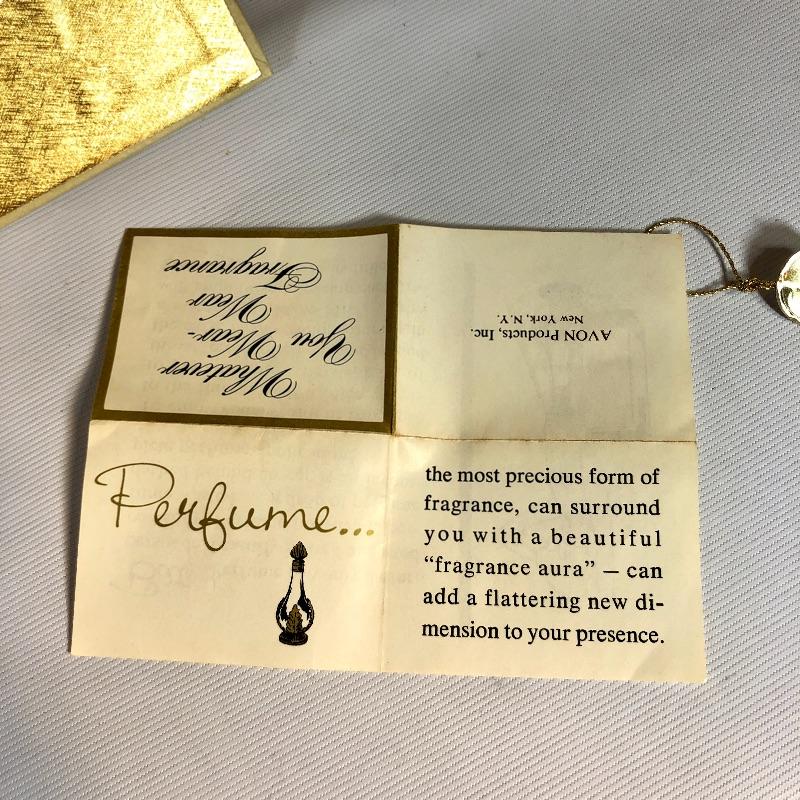 Whatever
You Wear-
Wear
Fragrance
AVON Products, Inc.
New York, N.Y.
Perfume...
the most precious form of
fragrance, can surround
you with a beautiful
“fragrance aura” — can
add a flattering new di-
mension to your presence.